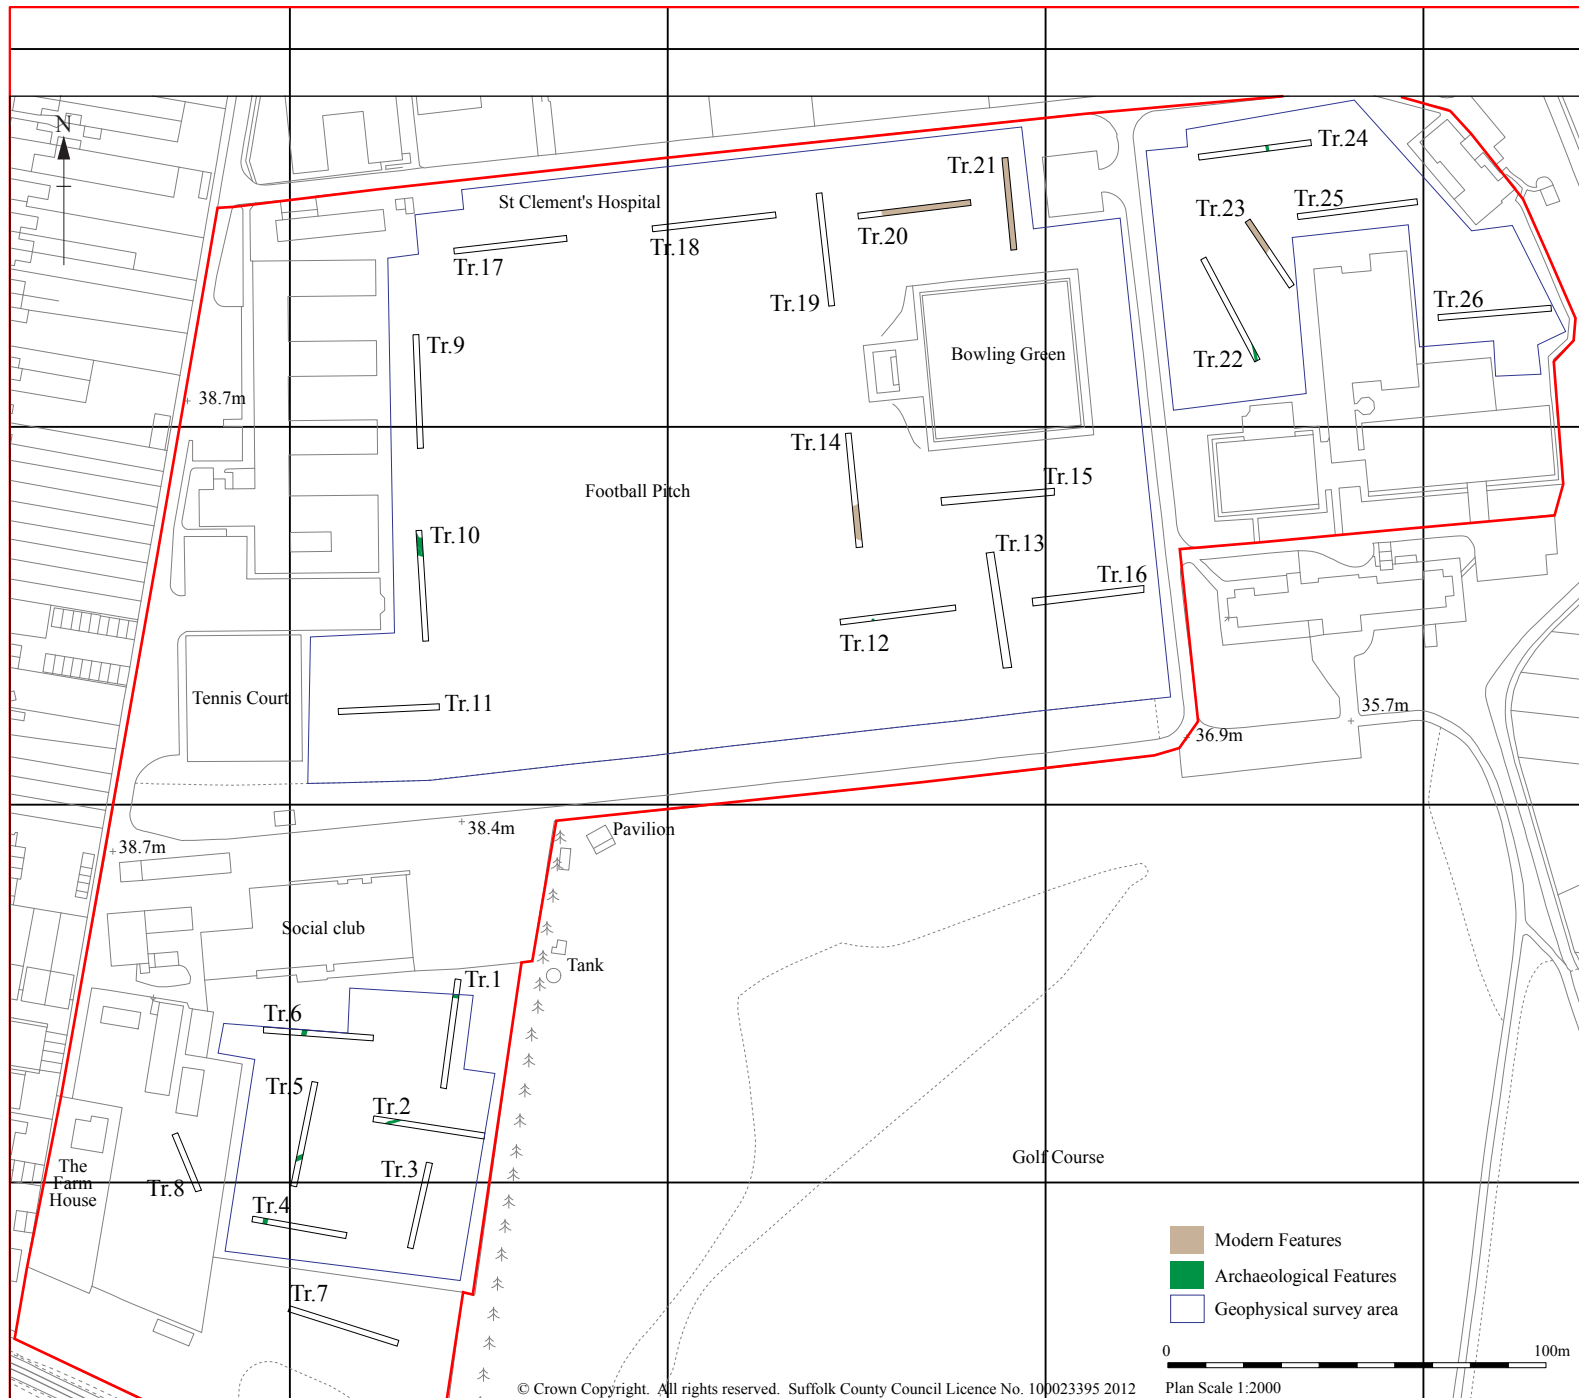 N
St Clement's Hospital
Tr.21
Tr.24
Tr.20
Tr.23
Tr.25
Tr.17
Tr.18
Tr.19
Tr.26
Tr.9
Bowling Green
Tr.22
38.7m
Tr.14
Football Pitch
Tr.15
Tr.10
Tr.13
Tr.16
Tr.12
Tennis Court
Tr.11
35.7m
36.9m
38.4m
Pavilion
38.7m
Social club
Tank
Tr.1
Tr.6
Tr.5
Tr.2
Tr.3
Golf Course
The
Farm
House
Tr.8
Tr.4
Tr.7
Modern Features
Archaeological Features
Geophysical survey area
0
100m
Plan Scale 1:2000
© Crown Copyright. All rights reserved. Suffolk County Council Licence No. 100023395 2012